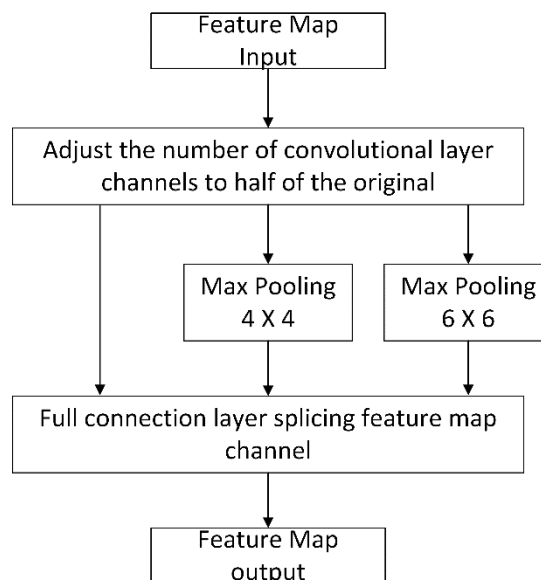 Feature Map
Input
Adjust the number of convolutional layer
channels to half of the original
Max Pooling
4 X 4
Max Pooling
6 X 6
Full connection layer splicing feature map
channel
Feature Map
output